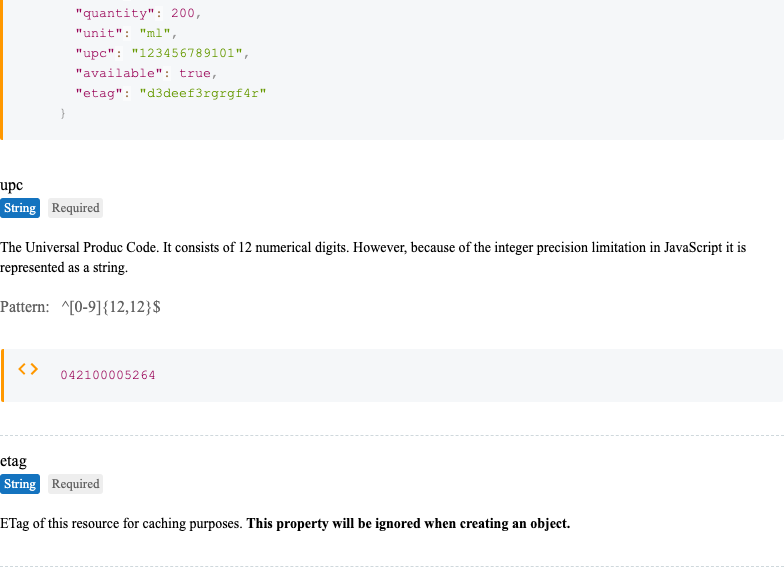 "quantity": 200,
"unit": "ml",
"upc": "123456789101",
"available": true,
"etag": "d3deef3rgrgf4r"
}
upc
String Required
The Universal Produc Code. It consists of 12 numerical digits. However, because of the integer precision limitation in JavaScript it is
represented as a string.
Pattern: ^[0-9]{12,12}$
<> 042100005264
etag
String Required
ETag of this resource for caching purposes. This property will be ignored when creating an object.